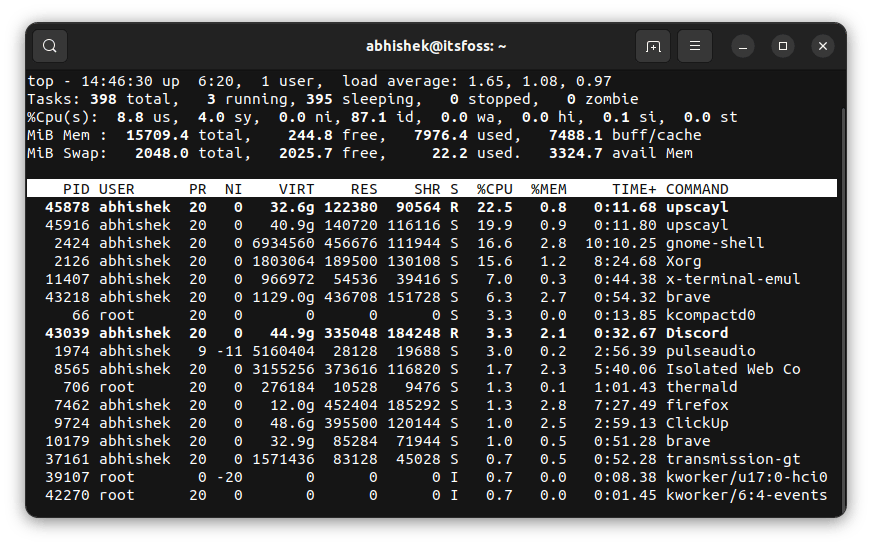 abhishek@itsfoss: ~
top - 14:46:30 up  6:20,  1 user,  load average: 1.65, 1.08, 0.97
Tasks: 398 total,   3 running, 395 sleeping,   0 stopped,   0 zombie
%Cpu(s):  8.8 us,  4.0 sy,  0.0 ni, 87.1 id,  0.0 wa,  0.0 hi,  0.1 si,  0.0 st
MiB Mem :  15709.4 total,    244.8 free,   7976.4 used,   7488.1 buff/cache
MiB Swap:   2048.0 total,   2025.7 free,     22.2 used.   3324.7 avail Mem
    PID USER      PR  NI    VIRT    RES    SHR S  %CPU  %MEM     TIME+ COMMAND
  45878 abhishek  20   0   32.6g 122380  90564 R  22.5   0.8   0:11.68 upscayl
  45916 abhishek  20   0   40.9g 140720 116116 S  19.9   0.9   0:11.80 upscayl
   2424 abhishek  20   0 6934560 456676 111944 S  16.6   2.8  10:10.25 gnome-shell
   2126 abhishek  20   0 1803064 189500 130108 S  15.6   1.2   8:24.68 Xorg
  11407 abhishek  20   0  966972  54536  39416 S   7.0   0.3   0:44.38 x-terminal-emul
  43218 abhishek  20   0 1129.0g 436708 151728 S   6.3   2.7   0:54.32 brave
     66 root      20   0       0      0      0 S   3.3   0.0   0:13.85 kcompactd0
  43039 abhishek  20   0   44.9g 335048 184248 R   3.3   2.1   0:32.67 Discord
   1974 abhishek   9 -11 5160404  28128  19688 S   3.0   0.2   2:56.39 pulseaudio
   8565 abhishek  20   0 3155256 373616 116820 S   1.7   2.3   5:40.06 Isolated Web Co
    706 root      20   0  276184  10528   9476 S   1.3   0.1   1:01.43 thermald
   7462 abhishek  20   0   12.0g 452404 185292 S   1.3   2.8   7:27.49 firefox
   9724 abhishek  20   0   48.6g 395500 120144 S   1.0   2.5   2:59.13 ClickUp
  10179 abhishek  20   0   32.9g  85284  71944 S   1.0   0.5   0:51.28 brave
  37161 abhishek  20   0 1571436  83128  45028 S   0.7   0.5   0:52.28 transmission-gt
  39107 root       0 -20       0      0      0 I   0.7   0.0   0:08.38 kworker/u17:0-hci0
  42270 root      20   0       0      0      0 I   0.7   0.0   0:01.45 kworker/6:4-events